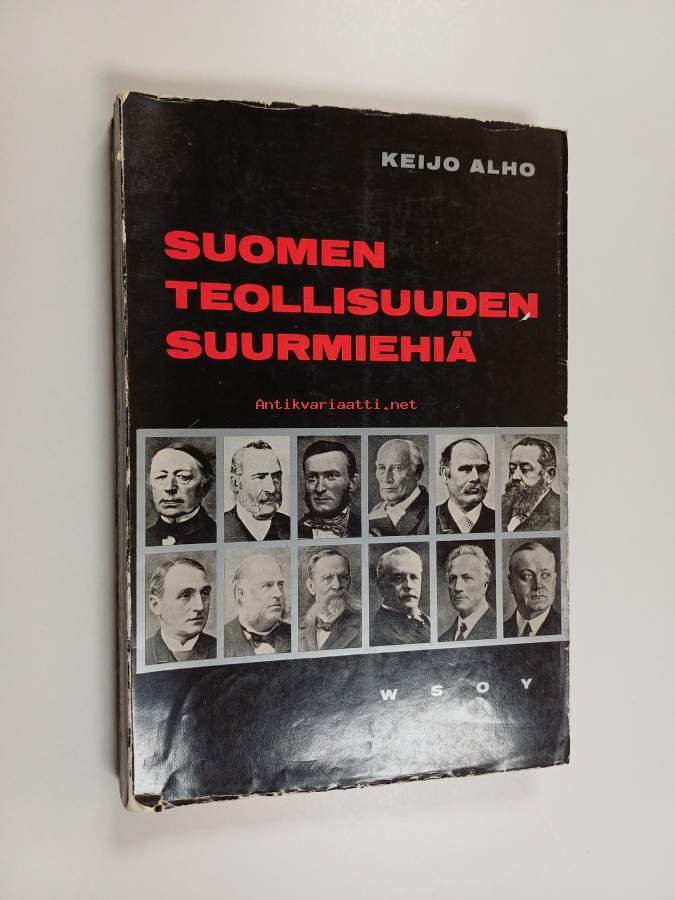 KEIJO ALHO
SUOMEN
TEOLLISUUDEN
SUURMIEHIÄ
Antikvariaatti.net
W S O Y